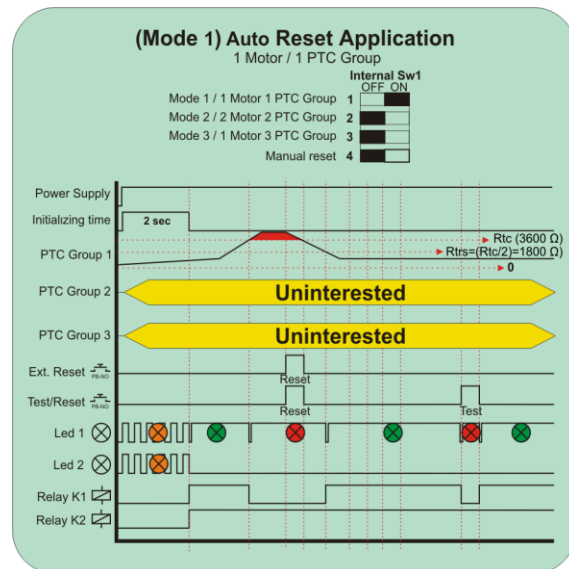 (Mode 1) Auto Reset Application
1 Motor / 1 PTC Group
Internal Sw1
OFF ON
Mode 1 / 1 Motor 1 PTC Group 1
Mode 2 / 2 Motor 2 PTC Group 2
Mode 3 / 1 Motor 3 PTC Group 3
Manual reset 4
Power Supply
Initializing time 2 sec
Rtc (3600 Ω)
PTC Group 1 Rtrs=(Rtc/2)=1800 Ω)
0
PTC Group 2 Uninterested
PTC Group 3 Uninterested
Ext. Reset PB-NO
Reset
Test/Reset PB-NO
Reset Test
Led 1
Led 2
Relay K1
Relay K2